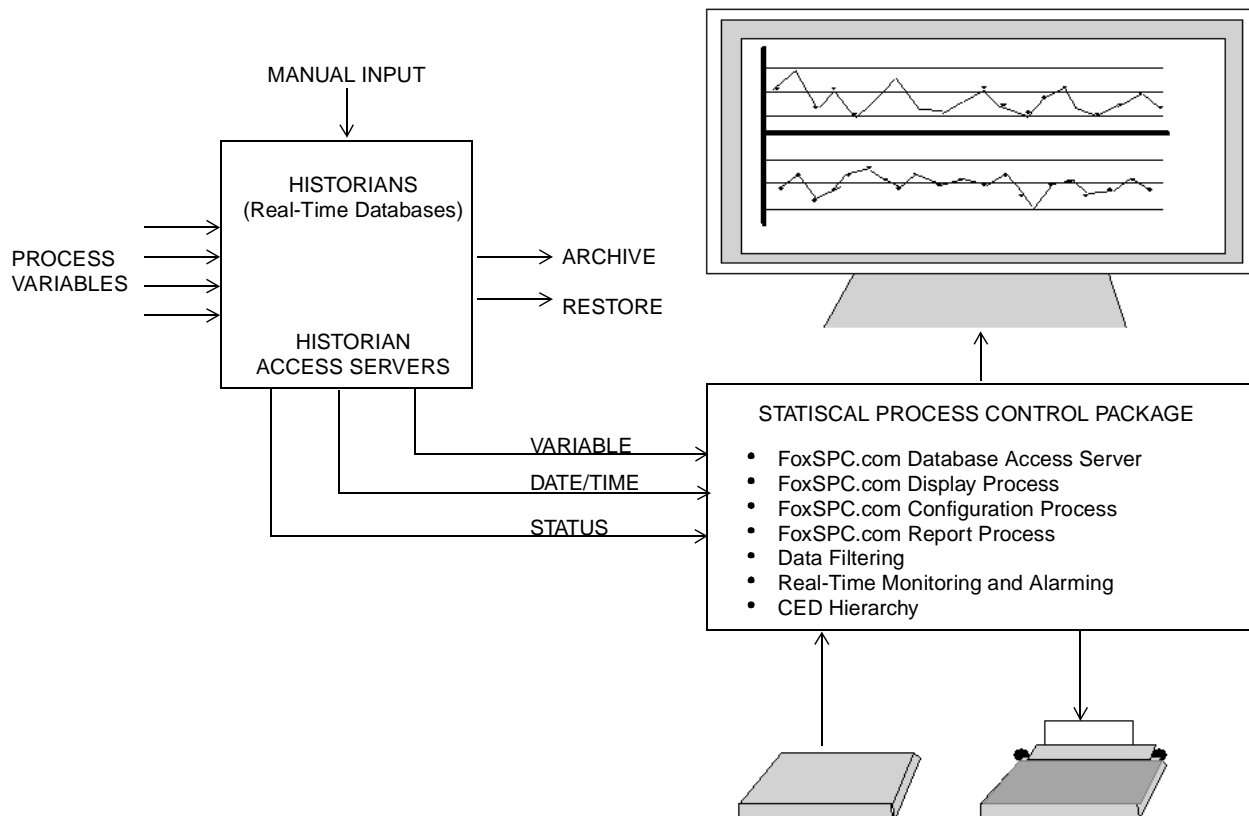 MANUAL INPUT
HISTORIANS
(Real-Time Databases)
PROCESS
VARIABLES
ARCHIVE
RESTORE
HISTORIAN
ACCESS SERVERS
VARIABLE
DATE/TIME
STATUS
STATISCAL PROCESS CONTROL PACKAGE
• FoxSPC.com Database Access Server
• FoxSPC.com Display Process
• FoxSPC.com Configuration Process
• FoxSPC.com Report Process
• Data Filtering
• Real-Time Monitoring and Alarming
• CED Hierarchy